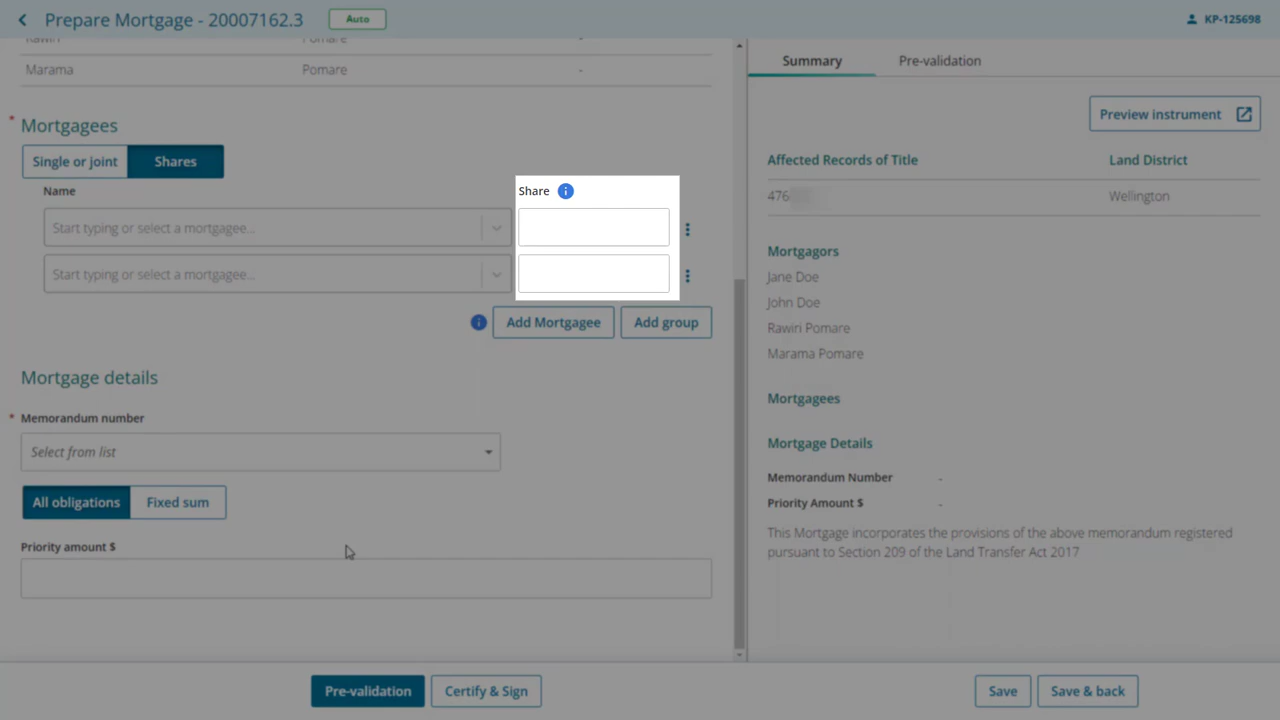 Prepare Mortgage - 20007162.3
Auto
KP-125698
Rawiri Pomare -
Marama Pomare -
* Mortgagees
Single or joint
Shares
Name
Share
Start typing or select a mortgagee...
Start typing or select a mortgagee...
Add Mortgagee
Add group
Mortgage details
* Memorandum number
Select from list
All obligations
Fixed sum
Priority amount $
Pre-validation
Certify & Sign
Summary
Pre-validation
Preview instrument
Affected Records of Title Land District
476 Wellington
Mortgagors
Jane Doe
John Doe
Rawiri Pomare
Marama Pomare
Mortgagees
Mortgage Details
Memorandum Number -
Priority Amount $ -
This Mortgage incorporates the provisions of the above memorandum registered
pursuant to Section 209 of the Land Transfer Act 2017
Save
Save & back